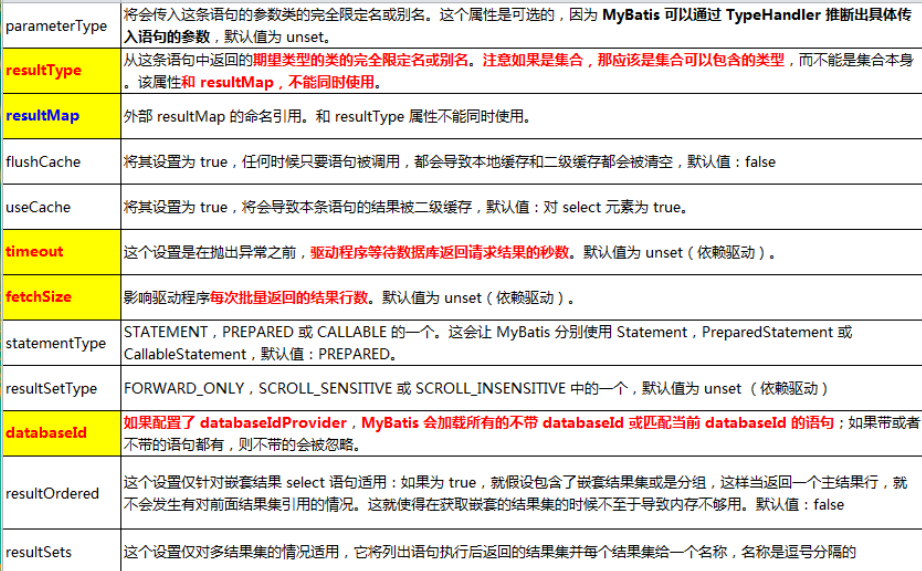 parameterType
将会传入这条语句的参数类的完全限定名或别名。这个属性是可选的，因为 MyBatis 可以通过 TypeHandler 推断出具体传
入语句的参数，默认值为 unset。
resultType
从这条语句中返回的期望类型的类的完全限定名或别名。注意如果是集合，那应该是集合可以包含的类型，而不能是集合本身
。该属性和 resultMap，不能同时使用。
resultMap
外部 resultMap 的命名引用。和 resultType 属性不能同时使用。
flushCache
将其设置为 true，任何时候只要语句被调用，都会导致本地缓存和二级缓存都会被清空，默认值：false
useCache
将其设置为 true，将会导致本条语句的结果被二级缓存，默认值：对 select 元素为 true。
timeout
这个设置是在抛出异常之前，驱动程序等待数据库返回请求结果的秒数。默认值为 unset（依赖驱动）。
fetchSize
影响驱动程序每次批量返回的结果行数。默认值为 unset（依赖驱动）。
statementType
STATEMENT，PREPARED 或 CALLABLE 的一个。这会让 MyBatis 分别使用 Statement，PreparedStatement 或
CallableStatement，默认值：PREPARED。
resultSetType
FORWARD_ONLY，SCROLL_SENSITIVE 或 SCROLL_INSENSITIVE 中的一个，默认值为 unset （依赖驱动）
databaseId
如果配置了 databaseIdProvider，MyBatis 会加载所有的不带 databaseId 或匹配当前 databaseId 的语句；如果带或者
不带的语句都有，则不带的会被忽略。
resultOrdered
这个设置仅针对嵌套结果 select 语句适用：如果为 true，就假设包含了嵌套结果集或是分组，这样当返回一个主结果行，就
不会发生有对前面结果集引用的情况。这就使得在获取嵌套的结果集的时候不至于导致内存不够用。默认值：false
resultSets
这个设置仅对多结果集的情况适用，它将列出语句执行后返回的结果集并每个结果集给一个名称，名称是逗号分隔的